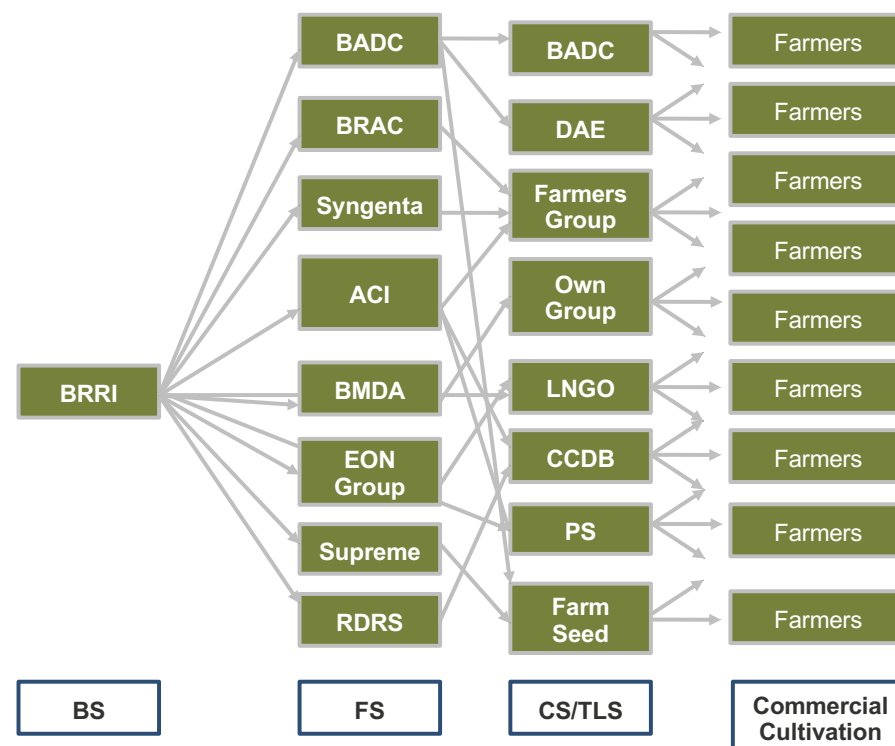 BRRI
BADC
BRAC
Syngenta
ACI
BMDA
EON
Group
Supreme
RDRS
BADC
DAE
Farmers
Group
Own
Group
LNGO
CCDB
PS
Farm
Seed
Farmers
Farmers
Farmers
Farmers
Farmers
Farmers
Farmers
Farmers
Farmers
BS
FS
CS/TLS
Commercial
Cultivation